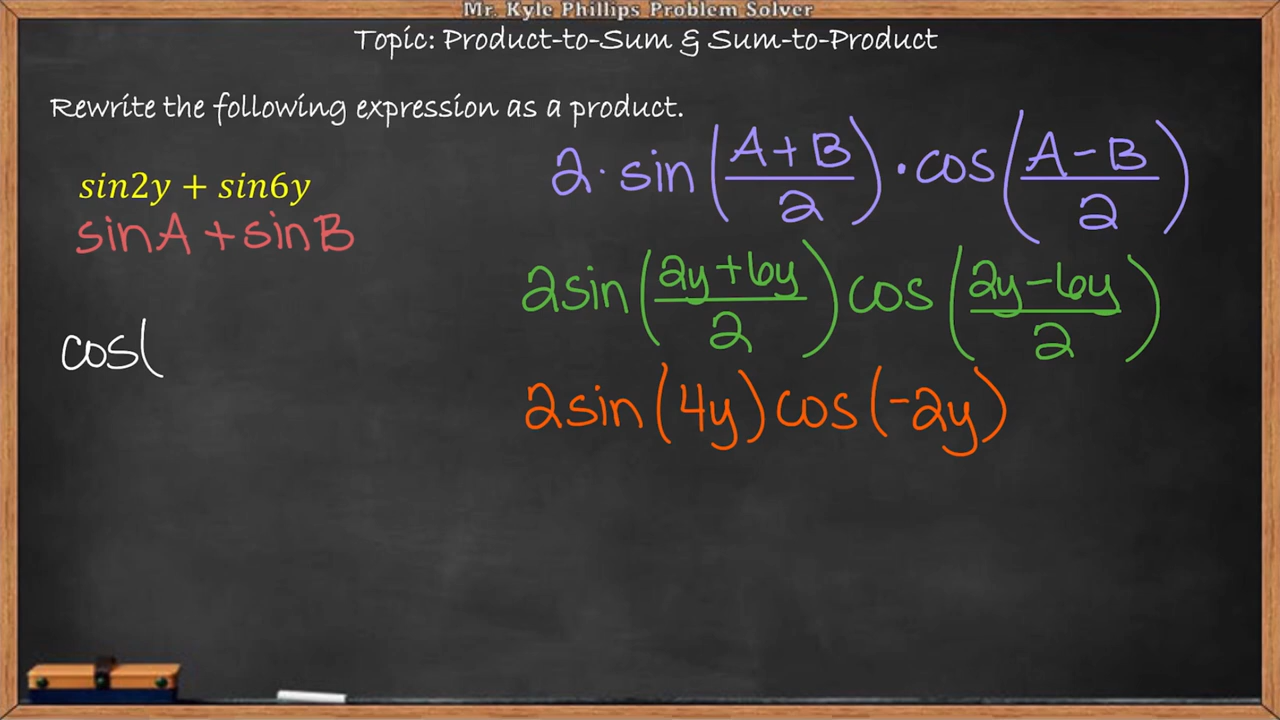 Mr. Kyle Phillips Problem Solver
Topic: Product-to-Sum & Sum-to-Product
Rewrite the following expression as a product.
sin2y + sin6y
sinA + sinB
cos(
2·sin((A+B)/2)·cos((A−B)/2)
2sin((2y+6y)/2)cos((2y−6y)/2)
2sin(4y)cos(-2y)